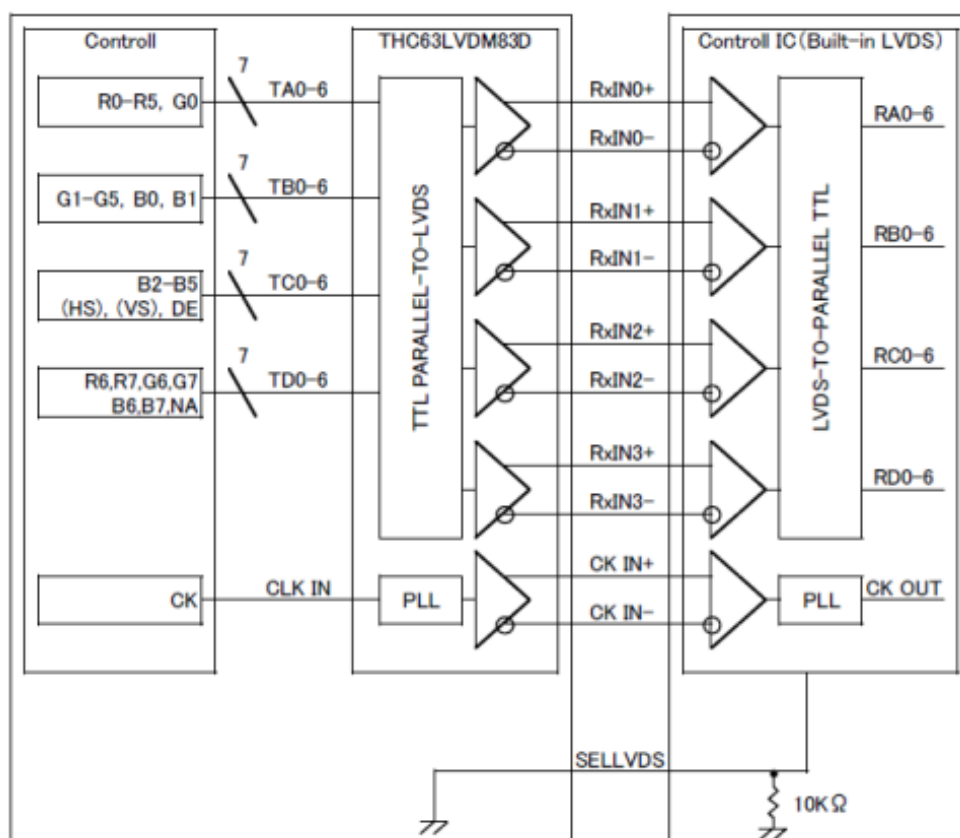 Controll
THC63LVDM83D
Controll IC(Built-in LVDS)
7
TA0-6
R0-R5, G0
RxIN0+
RxIN0-
RA0-6
7
TB0-6
G1-G5, B0, B1
RxIN1+
RxIN1-
RB0-6
7
TC0-6
B2-B5
(HS), (VS), DE
RxIN2+
RxIN2-
RC0-6
7
TD0-6
R6,R7,G6,G7
B6,B7,NA
RxIN3+
RxIN3-
RD0-6
TTL PARALLEL-TO-LVDS
LVDS-TO-PARALLEL TTL
CK
CLK IN
PLL
CK IN+
CK IN-
PLL
CK OUT
SELLVDS
10KΩ